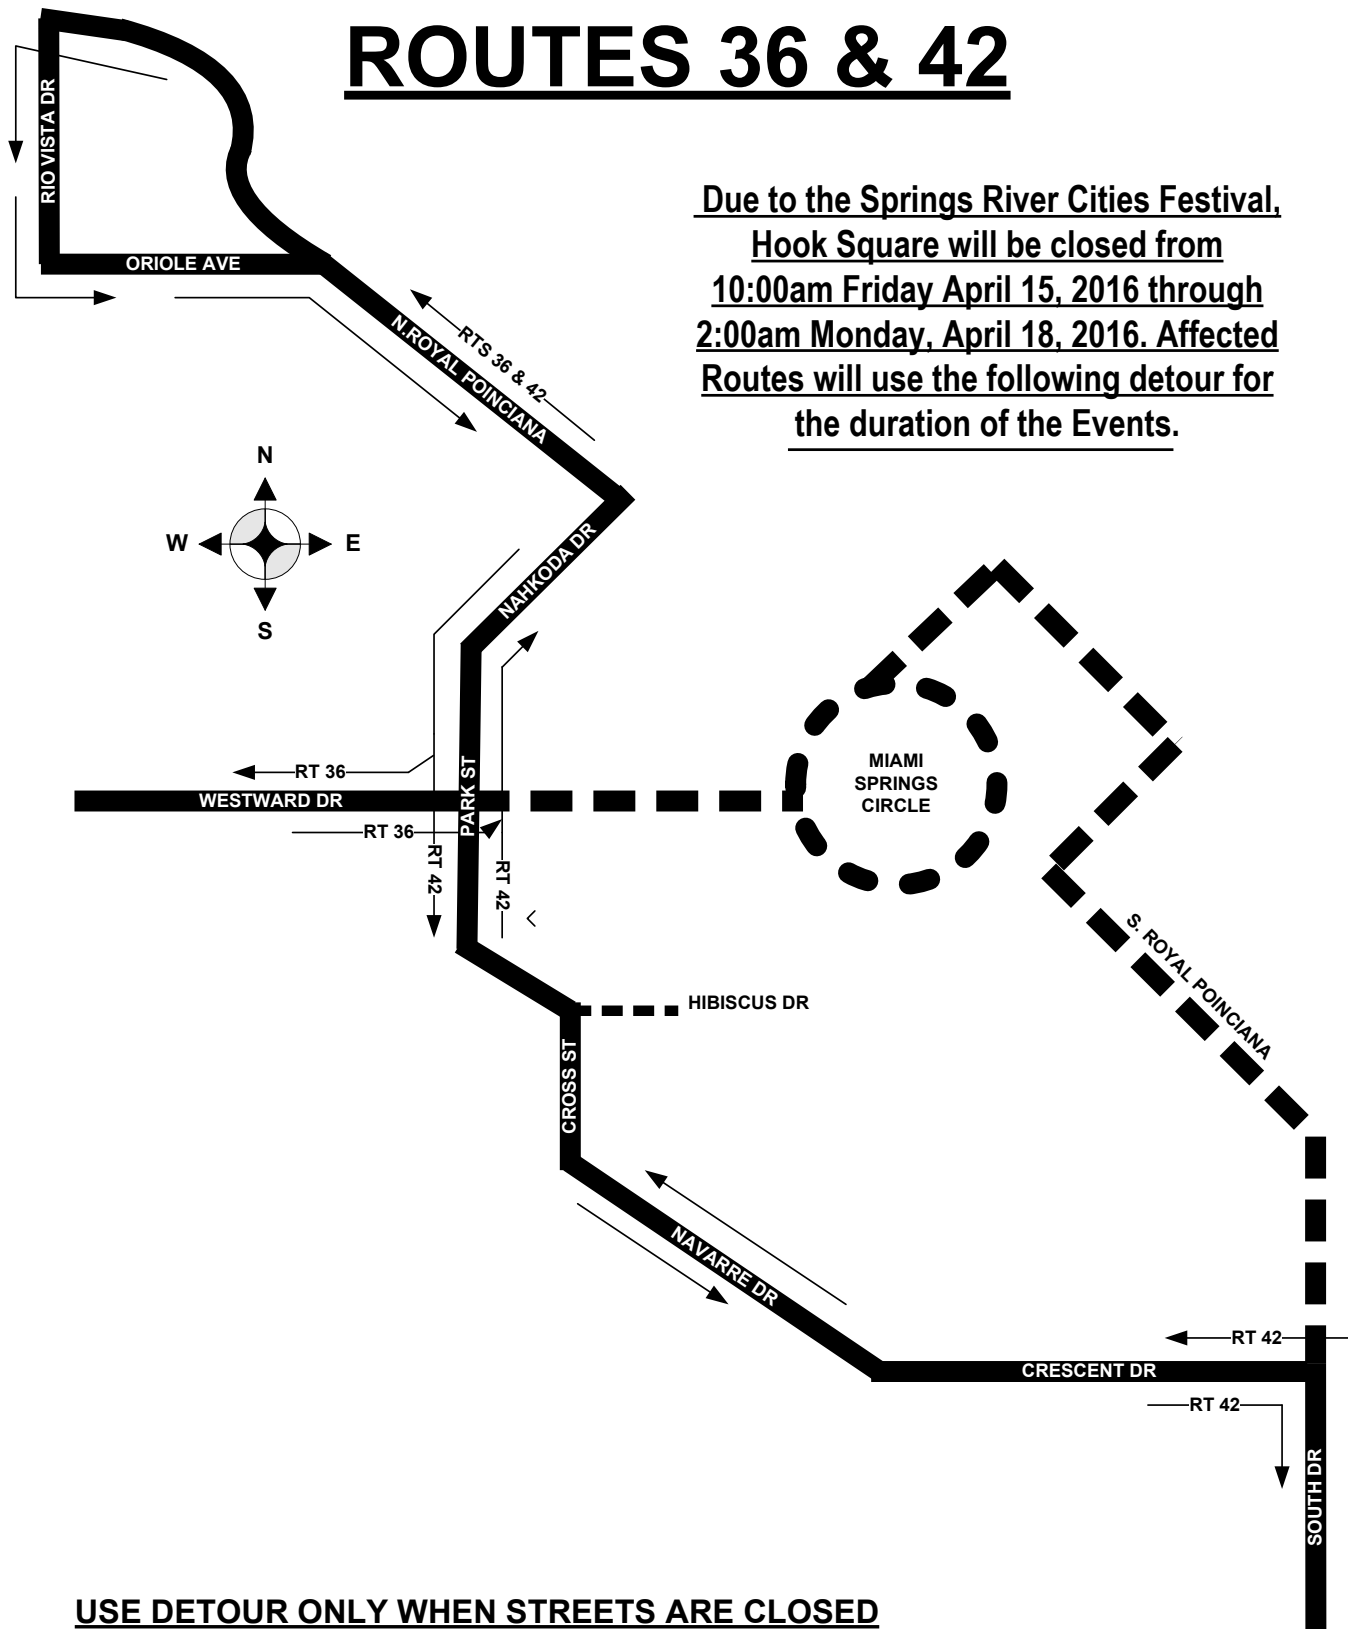 ROUTES 36 & 42
RIO VISTA DR
Due to the Springs River Cities Festival,
Hook Square will be closed from
10:00am Friday April 15, 2016 through
2:00am Monday, April 18, 2016. Affected
Routes will use the following detour for
the duration of the Events.
ORIOLE AVE
RTS 36 & 42
N.ROYAL POINCIANA
N
W
E
S
NAHKODA DR
MIAMI
SPRINGS
CIRCLE
RT 36
WESTWARD DR
PARK ST
RT 36
RT 42
RT 42
S. ROYAL POINCIANA
HIBISCUS DR
CROSS ST
NAVARRE DR
RT 42
CRESCENT DR
RT 42
SOUTH DR
USE DETOUR ONLY WHEN STREETS ARE CLOSED